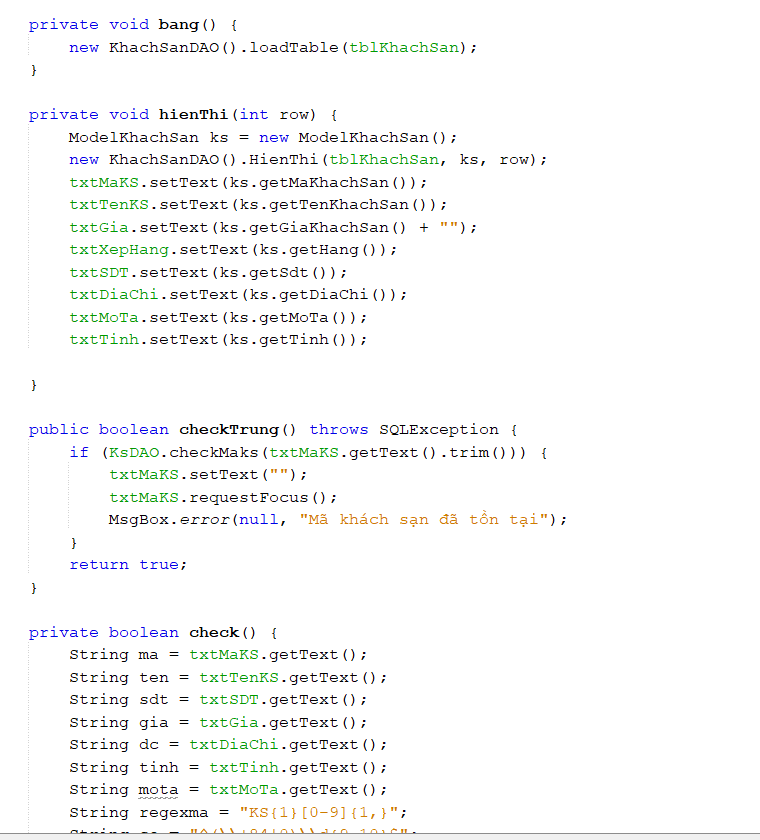 private void bang() {
    new KhachSanDAO().loadTable(tblKhachSan);
}
private void hienThi(int row) {
    ModelKhachSan ks = new ModelKhachSan();
    new KhachSanDAO().HienThi(tblKhachSan, ks, row);
    txtMaKS.setText(ks.getMaKhachSan());
    txtTenKS.setText(ks.getTenKhachSan());
    txtGia.setText(ks.getGiaKhachSan() + "");
    txtXepHang.setText(ks.getHang());
    txtSDT.setText(ks.getSdt());
    txtDiaChi.setText(ks.getDiaChi());
    txtMoTa.setText(ks.getMoTa());
    txtTinh.setText(ks.getTinh());
}
public boolean checkTrung() throws SQLException {
    if (KsDAO.checkMaks(txtMaKS.getText().trim())) {
        txtMaKS.setText("");
        txtMaKS.requestFocus();
        MsgBox.error(null, "Mã khách sạn đã tồn tại");
    }
    return true;
}
private boolean check() {
    String ma = txtMaKS.getText();
    String ten = txtTenKS.getText();
    String sdt = txtSDT.getText();
    String gia = txtGia.getText();
    String dc = txtDiaChi.getText();
    String tinh = txtTinh.getText();
    String mota = txtMoTa.getText();
    String regexma = "KS{1}[0-9]{1,}";
    String